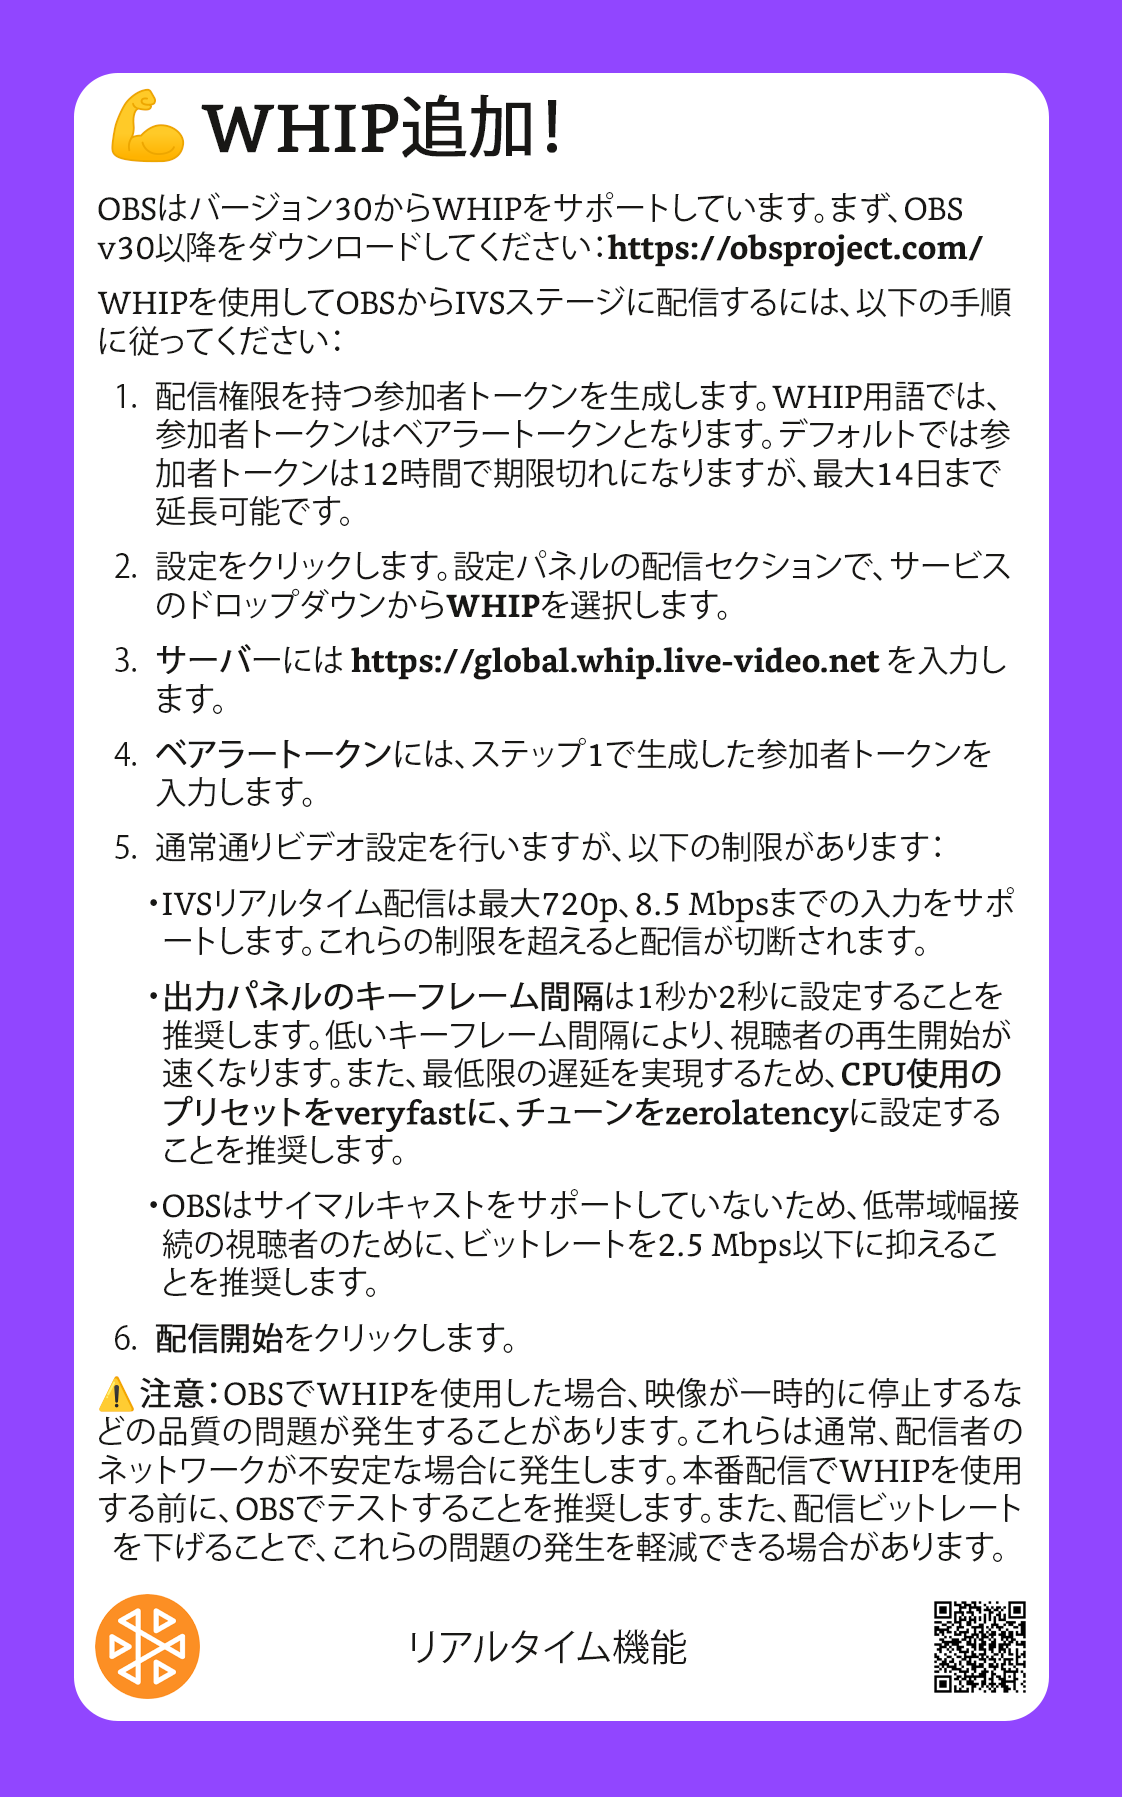 💪 WHIP追加！
OBSはバージョン30からWHIPをサポートしています。まず、OBS
v30以降をダウンロードしてください：https://obsproject.com/
WHIPを使用してOBSからIVSステージに配信するには、以下の手順
に従ってください：
1. 配信権限を持つ参加者トークンを生成します。WHIP用語では、
参加者トークンはベアラートークンとなります。デフォルトでは参
加者トークンは12時間で期限切れになりますが、最大14日まで
延長可能です。
2. 設定をクリックします。設定パネルの配信セクションで、サービス
のドロップダウンからWHIPを選択します。
3. サーバーには https://global.whip.live-video.net を入力し
ます。
4. ベアラートークンには、ステップ1で生成した参加者トークンを
入力します。
5. 通常通りビデオ設定を行いますが、以下の制限があります：
・IVSリアルタイム配信は最大720p、8.5 Mbpsまでの入力をサポ
ートします。これらの制限を超えると配信が切断されます。
・出力パネルのキーフレーム間隔は1秒か2秒に設定することを
推奨します。低いキーフレーム間隔により、視聴者の再生開始が
速くなります。また、最低限の遅延を実現するため、CPU使用の
プリセットをveryfastに、チューンをzerolatencyに設定する
ことを推奨します。
・OBSはサイマルキャストをサポートしていないため、低帯域幅接
続の視聴者のために、ビットレートを2.5 Mbps以下に抑えるこ
とを推奨します。
6. 配信開始をクリックします。
⚠️ 注意：OBSでWHIPを使用した場合、映像が一時的に停止するな
どの品質の問題が発生することがあります。これらは通常、配信者の
ネットワークが不安定な場合に発生します。本番配信でWHIPを使用
する前に、OBSでテストすることを推奨します。また、配信ビットレート
を下げることで、これらの問題の発生を軽減できる場合があります。
リアルタイム機能